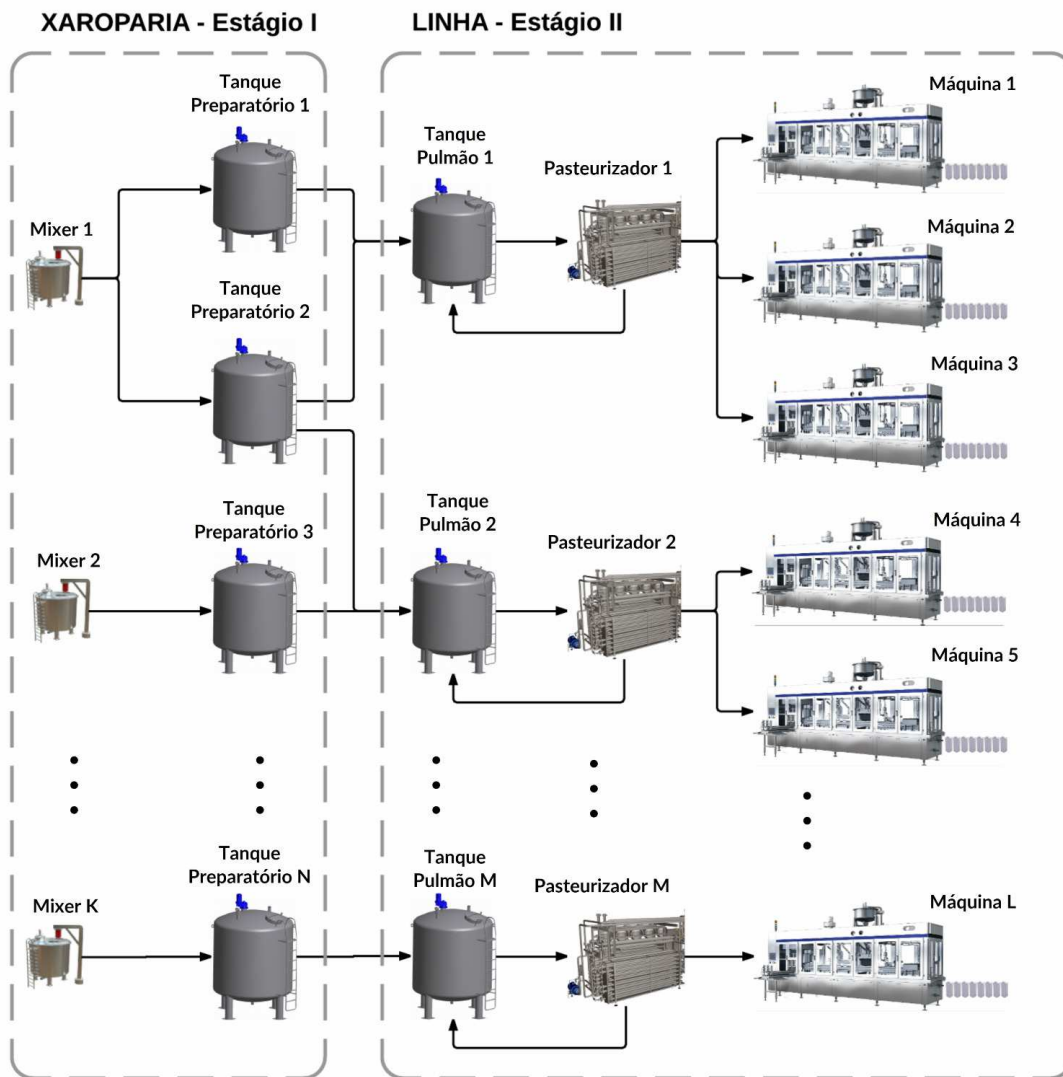 XAROPARIA - Estágio I
LINHA - Estágio II
Tanque
Preparatório 1
Máquina 1
Tanque
Pulmão 1
Pasteurizador 1
Mixer 1
Máquina 2
Tanque
Preparatório 2
Máquina 3
Tanque
Preparatório 3
Tanque
Pulmão 2
Máquina 4
Pasteurizador 2
Mixer 2
Máquina 5
Tanque
Preparatório N
Tanque
Pulmão M
Pasteurizador M
Máquina L
Mixer K